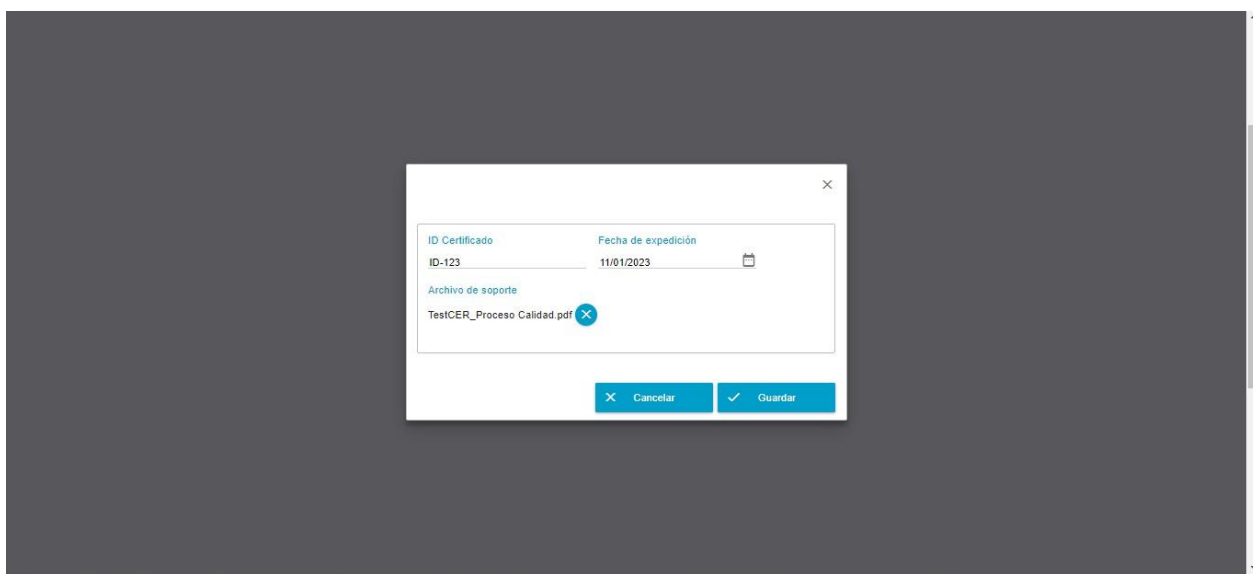 ID Certificado Fecha de expedición
ID-123 11/01/2023
Archivo de soporte
TestCER_Proceso Calidad.pdf
Cancelar Guardar